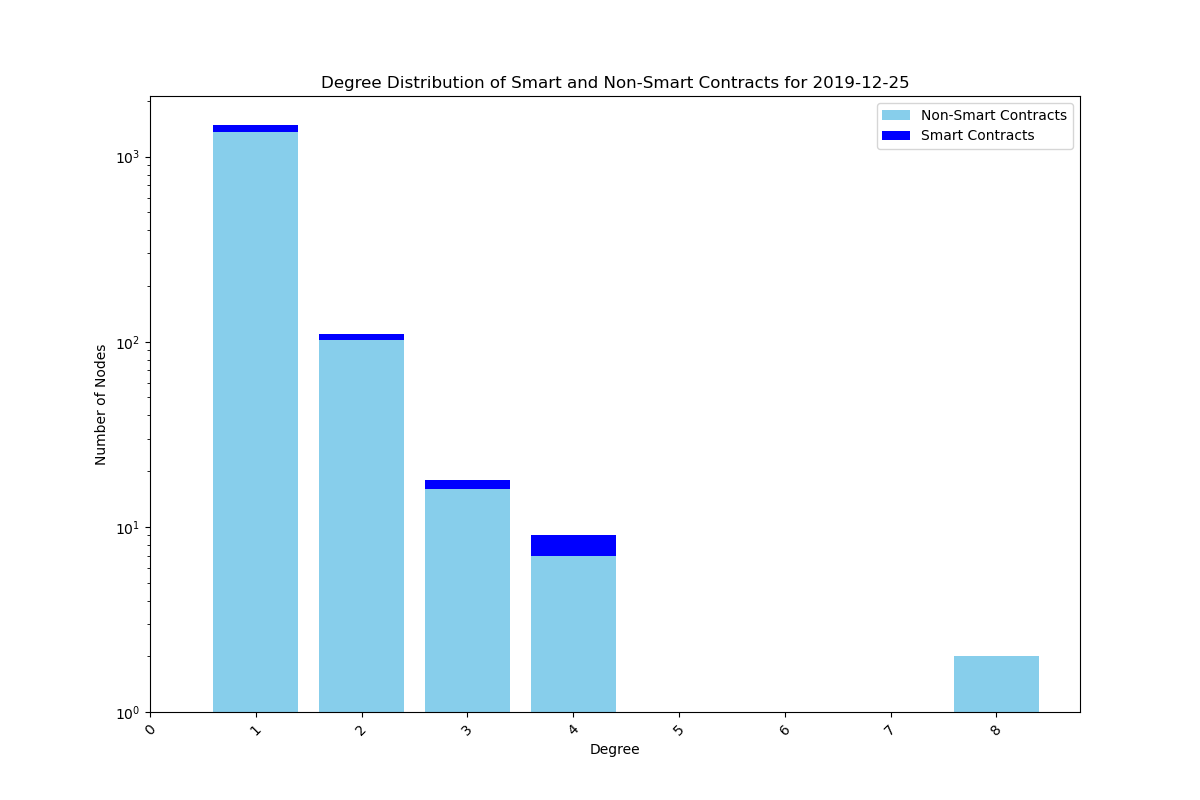 Degree Distribution of Smart and Non-Smart Contracts for 2019-12-25
Non-Smart Contracts
Smart Contracts
Number of Nodes
10³
10²
10¹
10⁰
0 1 2 3 4 5 6 7 8
Degree